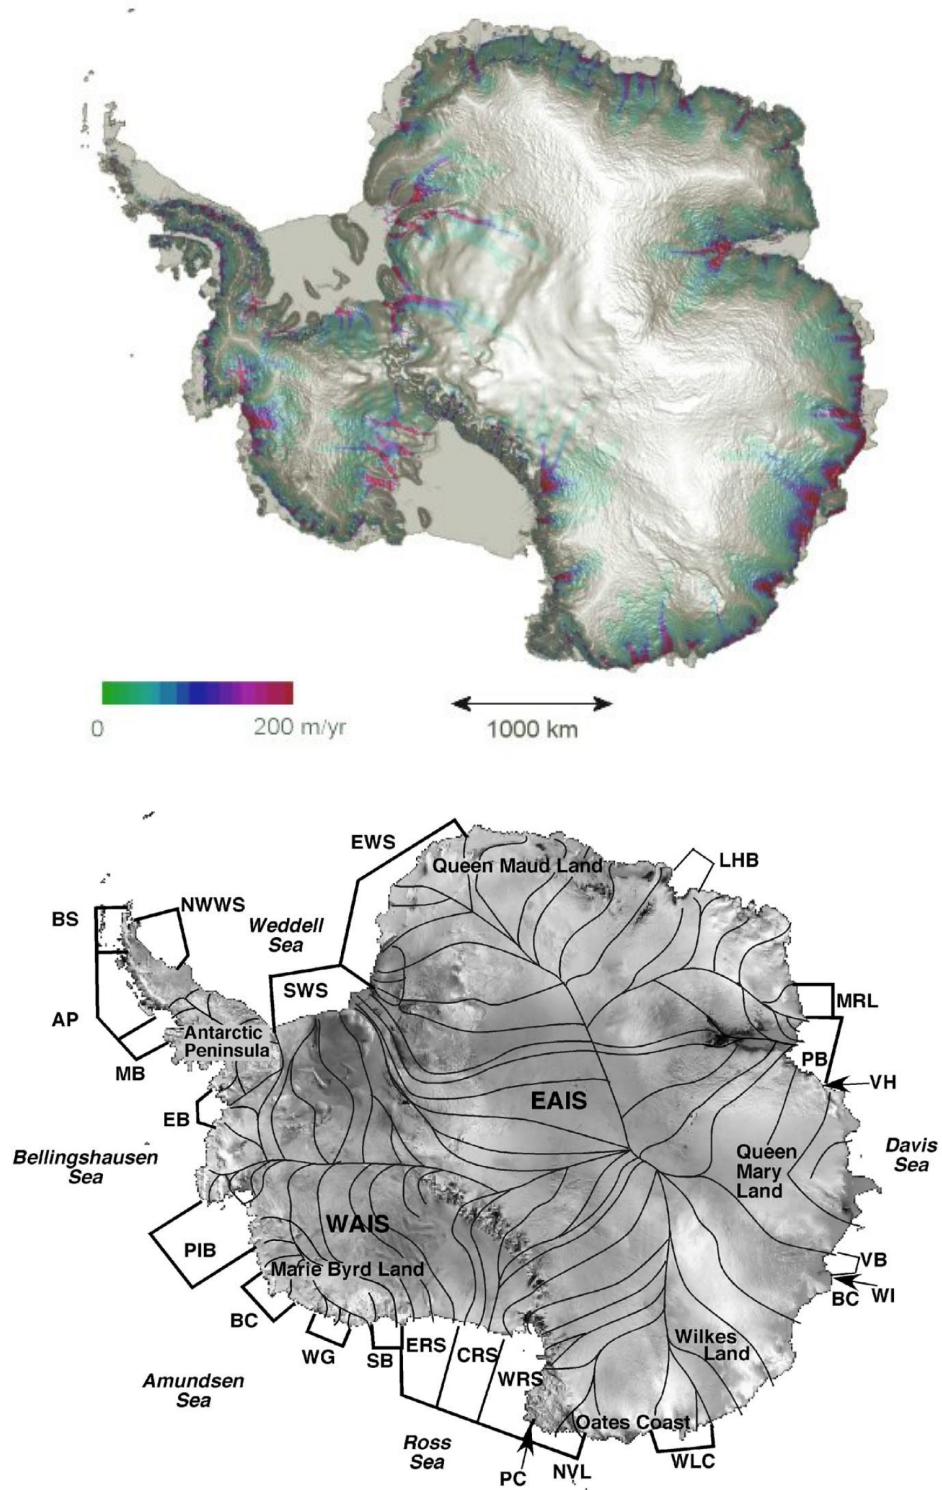 0
200 m/yr
1000 km
EWS
Queen Maud Land
LHB
BS
NWWS
Weddell
Sea
SWS
AP
MRL
Antarctic
Peninsula
MB
PB
VH
EAIS
EB
Bellingshausen
Sea
Queen
Mary
Land
Davis
Sea
WAIS
PIB
Marie Byrd Land
VB
BC
WI
BC
WG
SB
ERS
CRS
WRS
Wilkes
Land
Amundsen
Sea
Oates Coast
Ross
Sea
PC
NVL
WLC